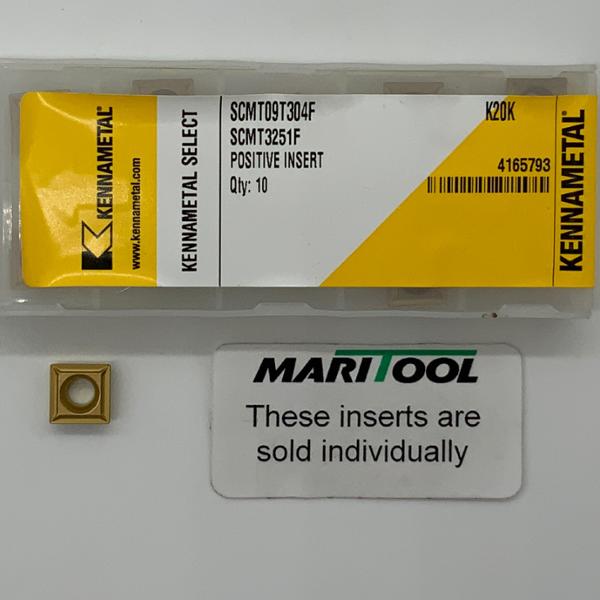 KENNAMETAL®
www.kennametal.com
KENNAMETAL SELECT
SCMT09T304F
SCMT3251F
POSITIVE INSERT
Qty: 10
K20K
4165793
KENNAMETAL®
MARITOOL
These inserts are
sold individually